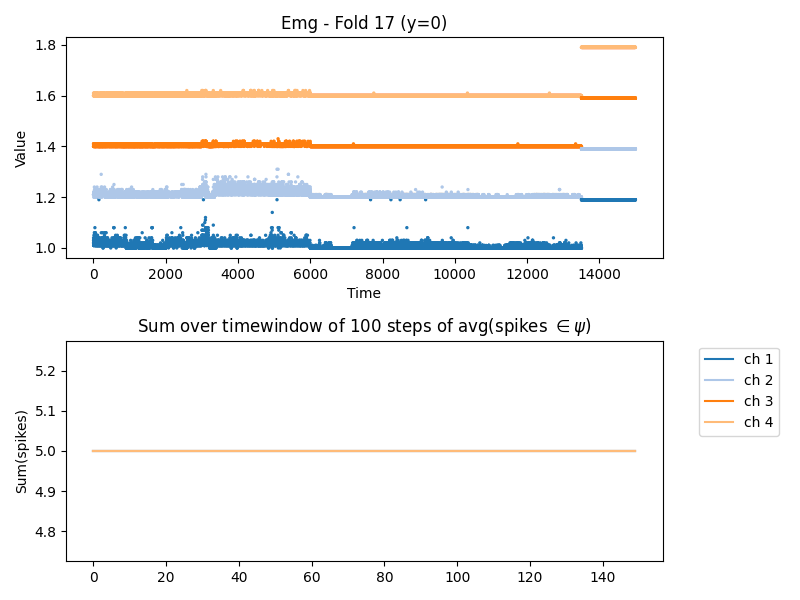 Emg - Fold 17 (y=0)
1.8
1.6
1.4
1.2
1.0
Value
0 2000 4000 6000 8000 10000 12000 14000
Time
Sum over timewindow of 100 steps of avg(spikes ∈ ψ)
5.2
5.1
5.0
4.9
4.8
Sum(spikes)
0 20 40 60 80 100 120 140
ch 1
ch 2
ch 3
ch 4